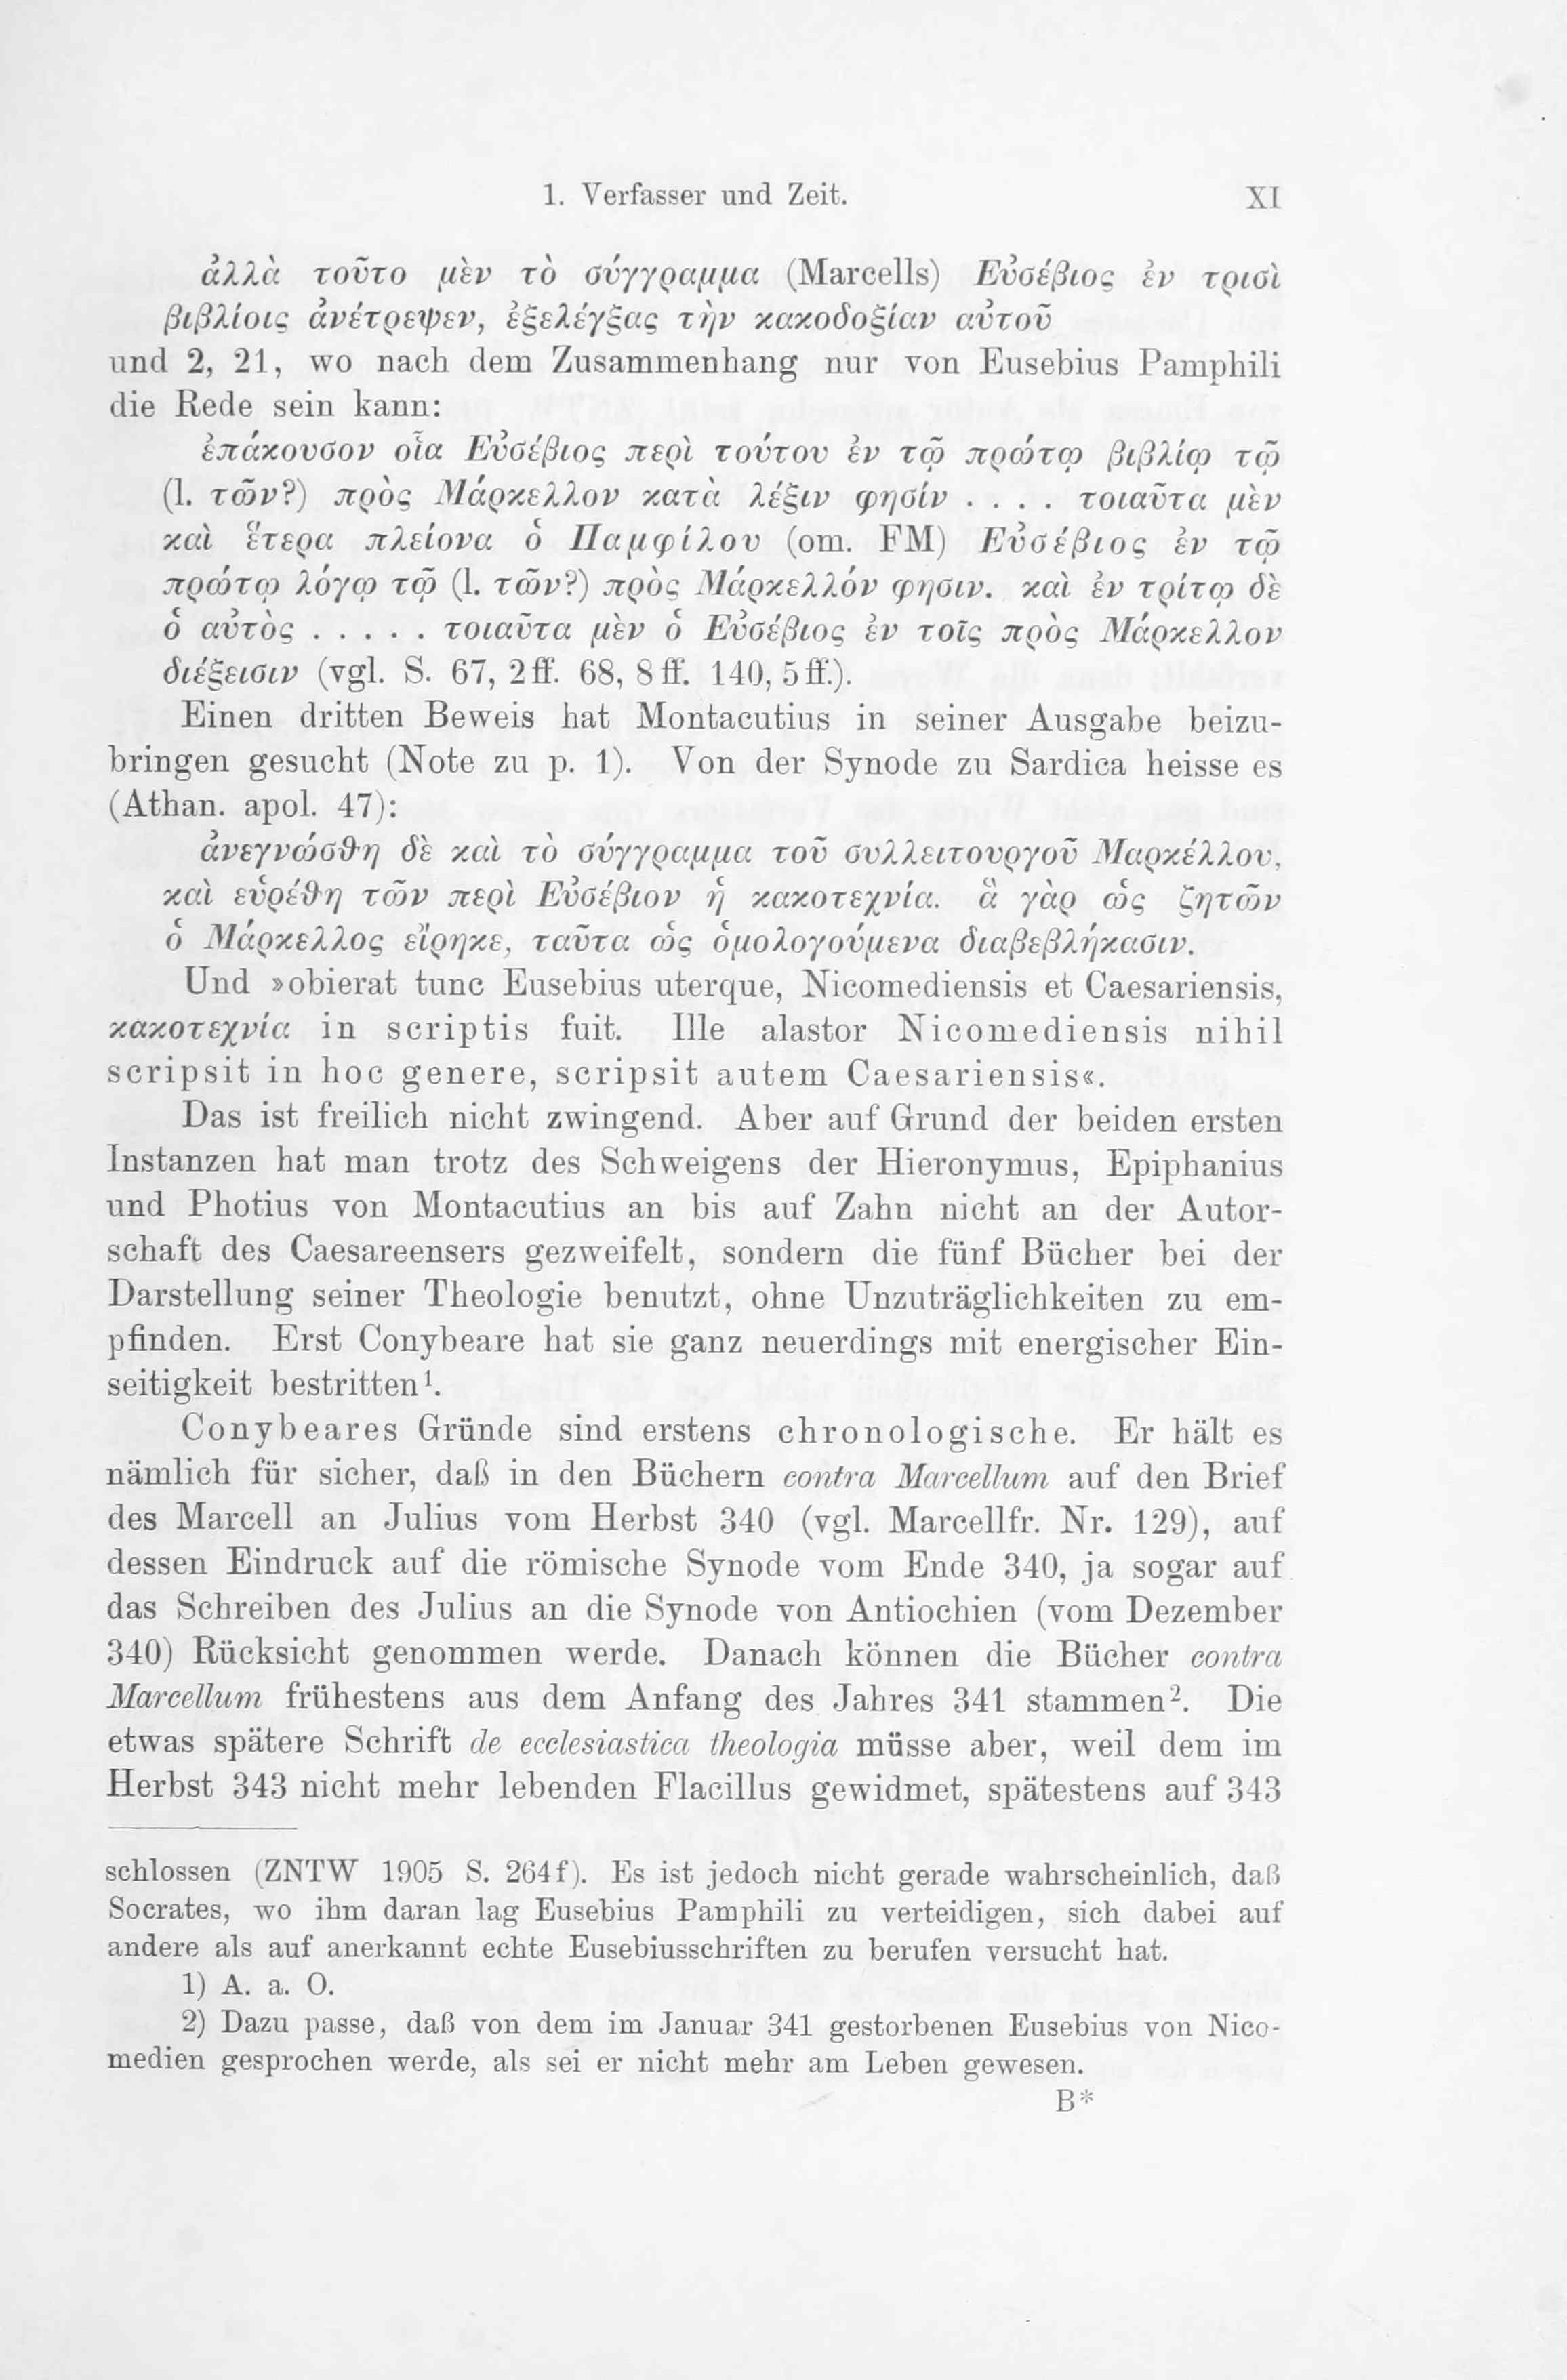 1. Verfasser und Zeit. XI
ἀλλὰ τοῦτο μὲν τὸ σύγγραμμα (Marcells) Εὐσέβιος ἐν τρισὶ
βιβλίοις ἀνέτρεψεν, ἐξελέγξας τὴν κακοδοξίαν αὐτοῦ
und 2, 21, wo nach dem Zusammenhang nur von Eusebius Pamphili
die Rede sein kann:
ἐπάκουσον οἷα Εὐσέβιος περὶ τούτου ἐν τῷ πρώτῳ βιβλίῳ τῷ
(l. τῶν?) πρὸς Μάρκελλον κατὰ λέξιν φησίν . . . . τοιαῦτα μὲν
καὶ ἕτερα πλείονα ὁ Παμφίλου (om. FM) Εὐσέβιος ἐν τῷ
πρώτῳ λόγῳ τῷ (l. τῶν?) πρὸς Μάρκελλόν φησιν. καὶ ἐν τρίτῳ δὲ
ὁ αὐτὸς . . . . . τοιαῦτα μὲν ὁ Εὐσέβιος ἐν τοῖς πρὸς Μάρκελλον
διέξεισιν (vgl. S. 67, 2 ff. 68, 8 ff. 140, 5 ff.).
Einen dritten Beweis hat Montacutius in seiner Ausgabe beizu-
bringen gesucht (Note zu p. 1). Von der Synode zu Sardica heisse es
(Athan. apol. 47):
ἀνεγνώσθη δὲ καὶ τὸ σύγγραμμα τοῦ συλλειτουργοῦ Μαρκέλλου,
καὶ εὑρέθη τῶν περὶ Εὐσέβιον ἡ κακοτεχνία. ἃ γὰρ ὡς ζητῶν
ὁ Μάρκελλος εἴρηκε, ταῦτα ὡς ὁμολογούμενα διαβεβλήκασιν.
Und »obierat tunc Eusebius uterque, Nicomediensis et Caesariensis,
κακοτεχνία in scriptis fuit. Ille alastor Nicomediensis nihil
scripsit in hoc genere, scripsit autem Caesariensis«.
Das ist freilich nicht zwingend. Aber auf Grund der beiden ersten
Instanzen hat man trotz des Schweigens der Hieronymus, Epiphanius
und Photius von Montacutius an bis auf Zahn nicht an der Autor-
schaft des Caesareensers gezweifelt, sondern die fünf Bücher bei der
Darstellung seiner Theologie benutzt, ohne Unzuträglichkeiten zu em-
pfinden. Erst Conybeare hat sie ganz neuerdings mit energischer Ein-
seitigkeit bestritten¹.
Conybeares Gründe sind erstens chronologische. Er hält es
nämlich für sicher, daß in den Büchern contra Marcellum auf den Brief
des Marcell an Julius vom Herbst 340 (vgl. Marcellfr. Nr. 129), auf
dessen Eindruck auf die römische Synode vom Ende 340, ja sogar auf
das Schreiben des Julius an die Synode von Antiochien (vom Dezember
340) Rücksicht genommen werde. Danach können die Bücher contra
Marcellum frühestens aus dem Anfang des Jahres 341 stammen². Die
etwas spätere Schrift de ecclesiastica theologia müsse aber, weil dem im
Herbst 343 nicht mehr lebenden Flacillus gewidmet, spätestens auf 343
schlossen (ZNTW 1905 S. 264f). Es ist jedoch nicht gerade wahrscheinlich, daß
Socrates, wo ihm daran lag Eusebius Pamphili zu verteidigen, sich dabei auf
andere als auf anerkannt echte Eusebiusschriften zu berufen versucht hat.
1) A. a. O.
2) Dazu passe, daß von dem im Januar 341 gestorbenen Eusebius von Nico-
medien gesprochen werde, als sei er nicht mehr am Leben gewesen.
B*